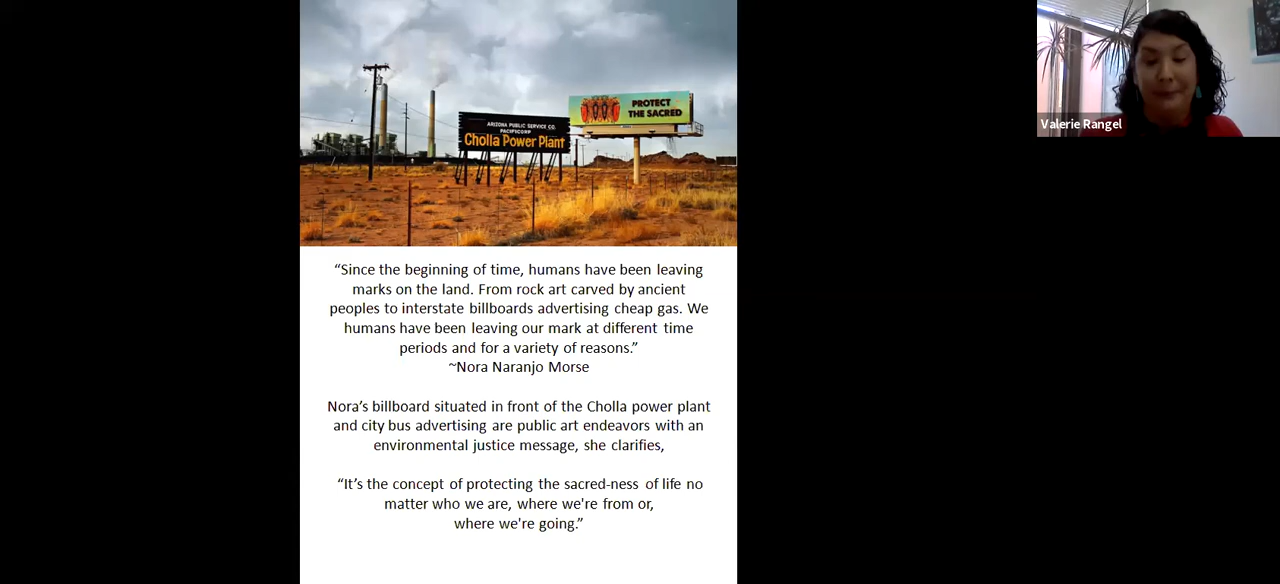 PROTECT
THE SACRED
ARIZONA PUBLIC SERVICE CO.
PACIFICORP
Cholla Power Plant
Valerie Rangel
“Since the beginning of time, humans have been leaving
marks on the land. From rock art carved by ancient
peoples to interstate billboards advertising cheap gas. We
humans have been leaving our mark at different time
periods and for a variety of reasons.”
~Nora Naranjo Morse
Nora’s billboard situated in front of the Cholla power plant
and city bus advertising are public art endeavors with an
environmental justice message, she clarifies,
“It’s the concept of protecting the sacred-ness of life no
matter who we are, where we're from or,
where we're going.”